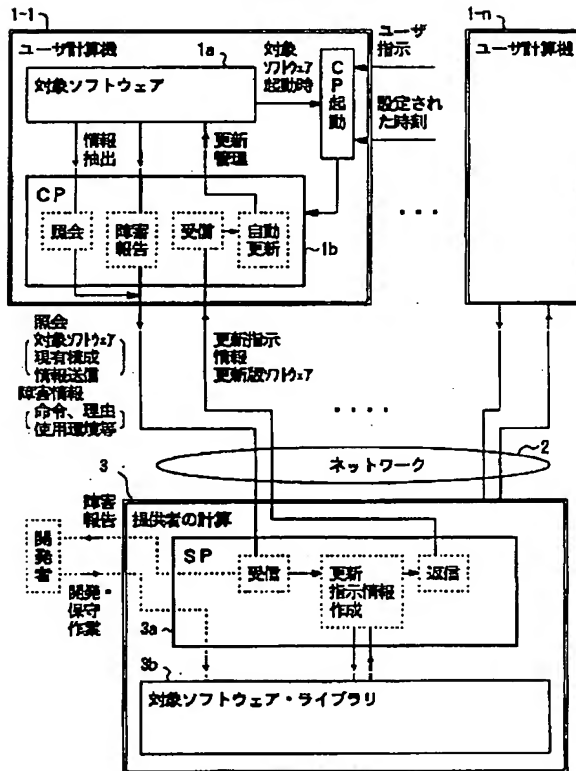 1-1
1-n
ユーザ計算機
1a
対象
ソフトウェア
起動時
ユーザ
指示
ユーザ計算機
対象ソフトウェア
CP
起動
設定され
た時刻
情報
抽出
更新
管理
CP
照会
障害
報告
受信
自動
更新
1b
照会
対象ソフトウェア
現有構成
情報送信
障害情報
命令、理由
使用環境等
更新指示
情報
更新版ソフトウェア
2
ネットワーク
3
障害
報告
提供者の計算
開発者
SP
受信
更新
指示情報
作成
返信
開発・
保守
作業
3a
3b
対象ソフトウェア・ライブラリ